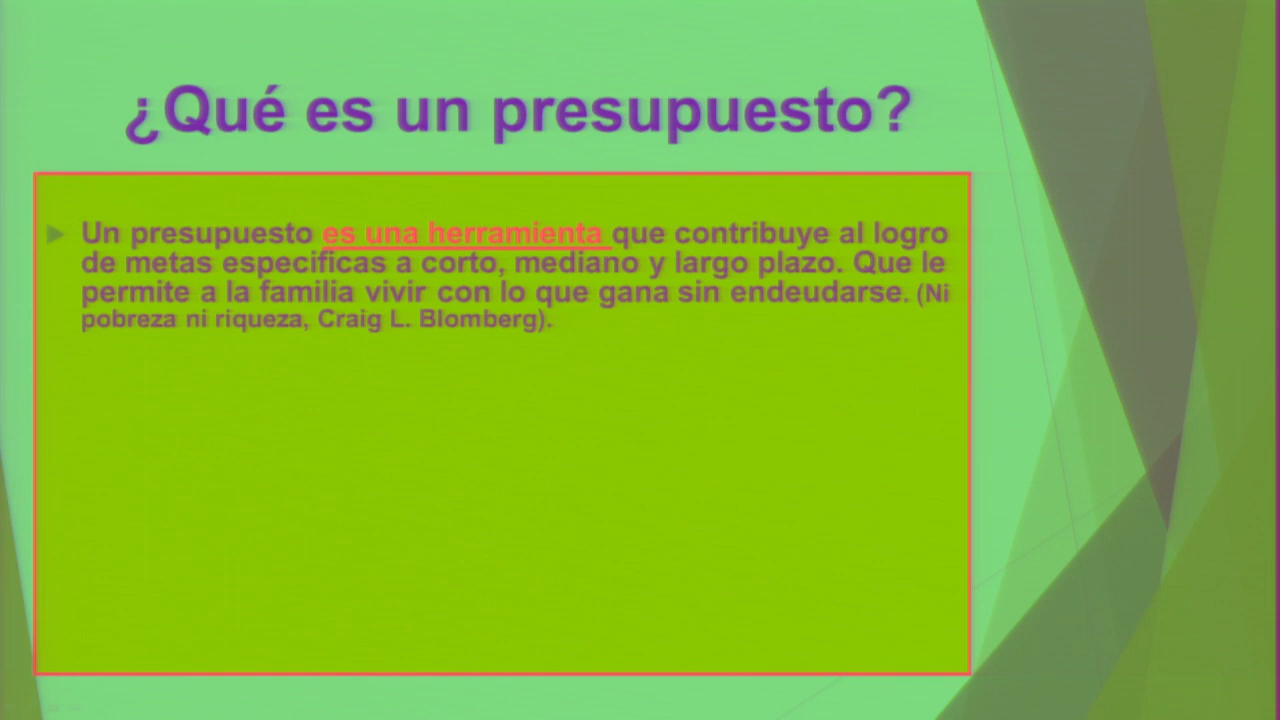 ¿Qué es un presupuesto?
Un presupuesto es una herramienta que contribuye al logro
de metas especificas a corto, mediano y largo plazo. Que le
permite a la familia vivir con lo que gana sin endeudarse. (Ni
pobreza ni riqueza, Craig L. Blomberg).